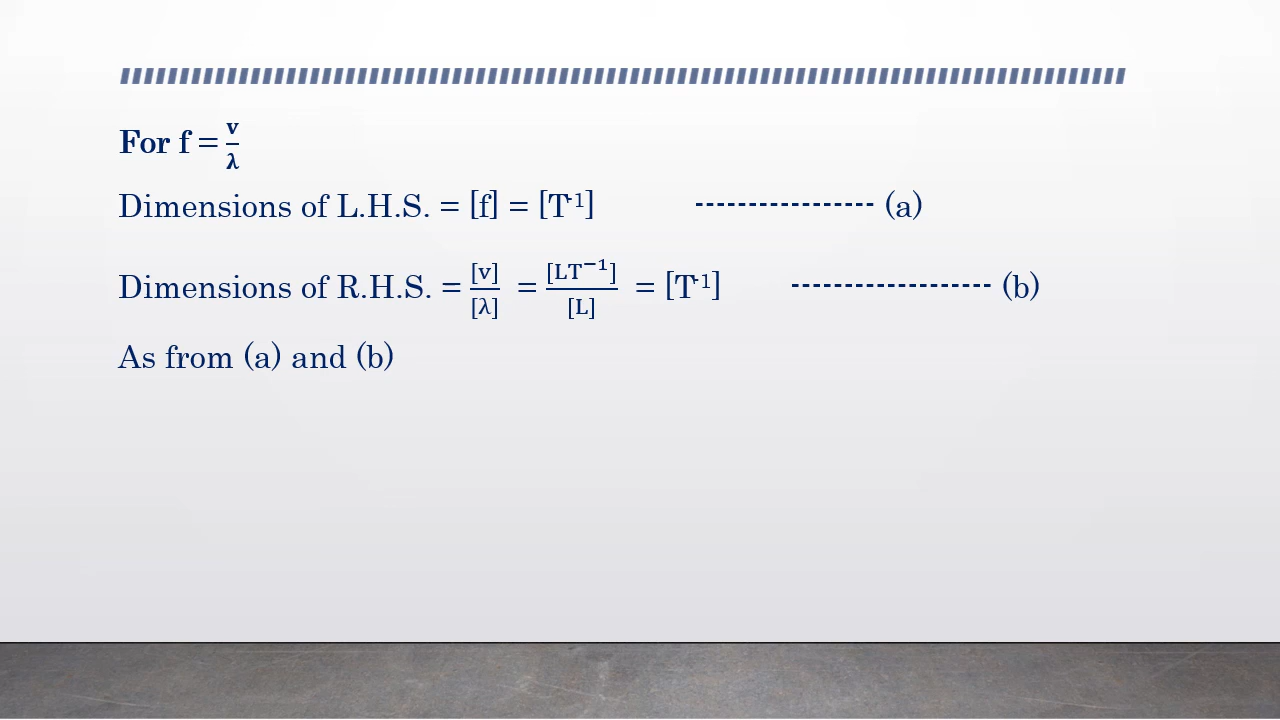 For f = v/λ
Dimensions of L.H.S. = [f] = [T⁻¹] ----------------- (a)
Dimensions of R.H.S. = [v]/[λ] = [LT⁻¹]/[L] = [T⁻¹] ------------------- (b)
As from (a) and (b)